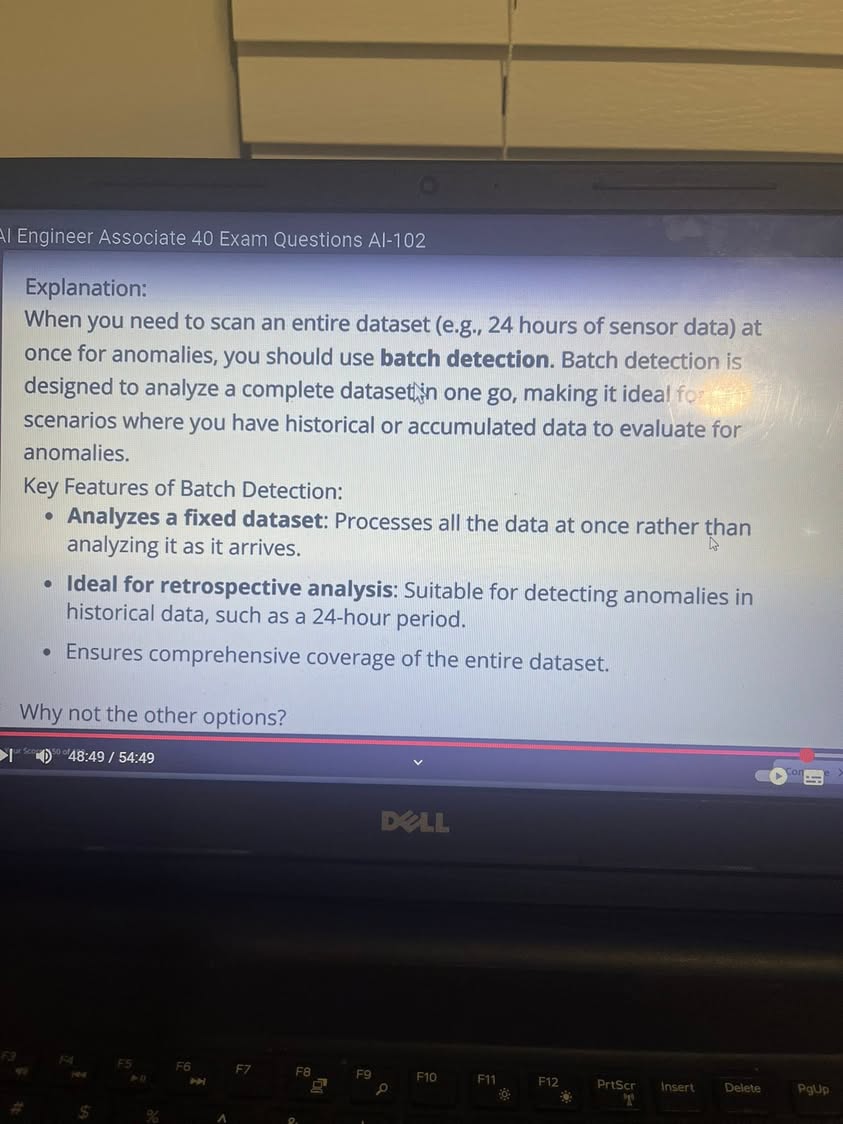 AI Engineer Associate 40 Exam Questions AI-102
Explanation:
When you need to scan an entire dataset (e.g., 24 hours of sensor data) at
once for anomalies, you should use batch detection. Batch detection is
designed to analyze a complete dataset in one go, making it ideal for
scenarios where you have historical or accumulated data to evaluate for
anomalies.
Key Features of Batch Detection:
• Analyzes a fixed dataset: Processes all the data at once rather than
analyzing it as it arrives.
• Ideal for retrospective analysis: Suitable for detecting anomalies in
historical data, such as a 24-hour period.
• Ensures comprehensive coverage of the entire dataset.
Why not the other options?
48:49 / 54:49
DELL
F3 F4 F5 F6 F7 F8 F9 F10 F11 F12 PrtScr Insert Delete PgUp
# $ % ^ &